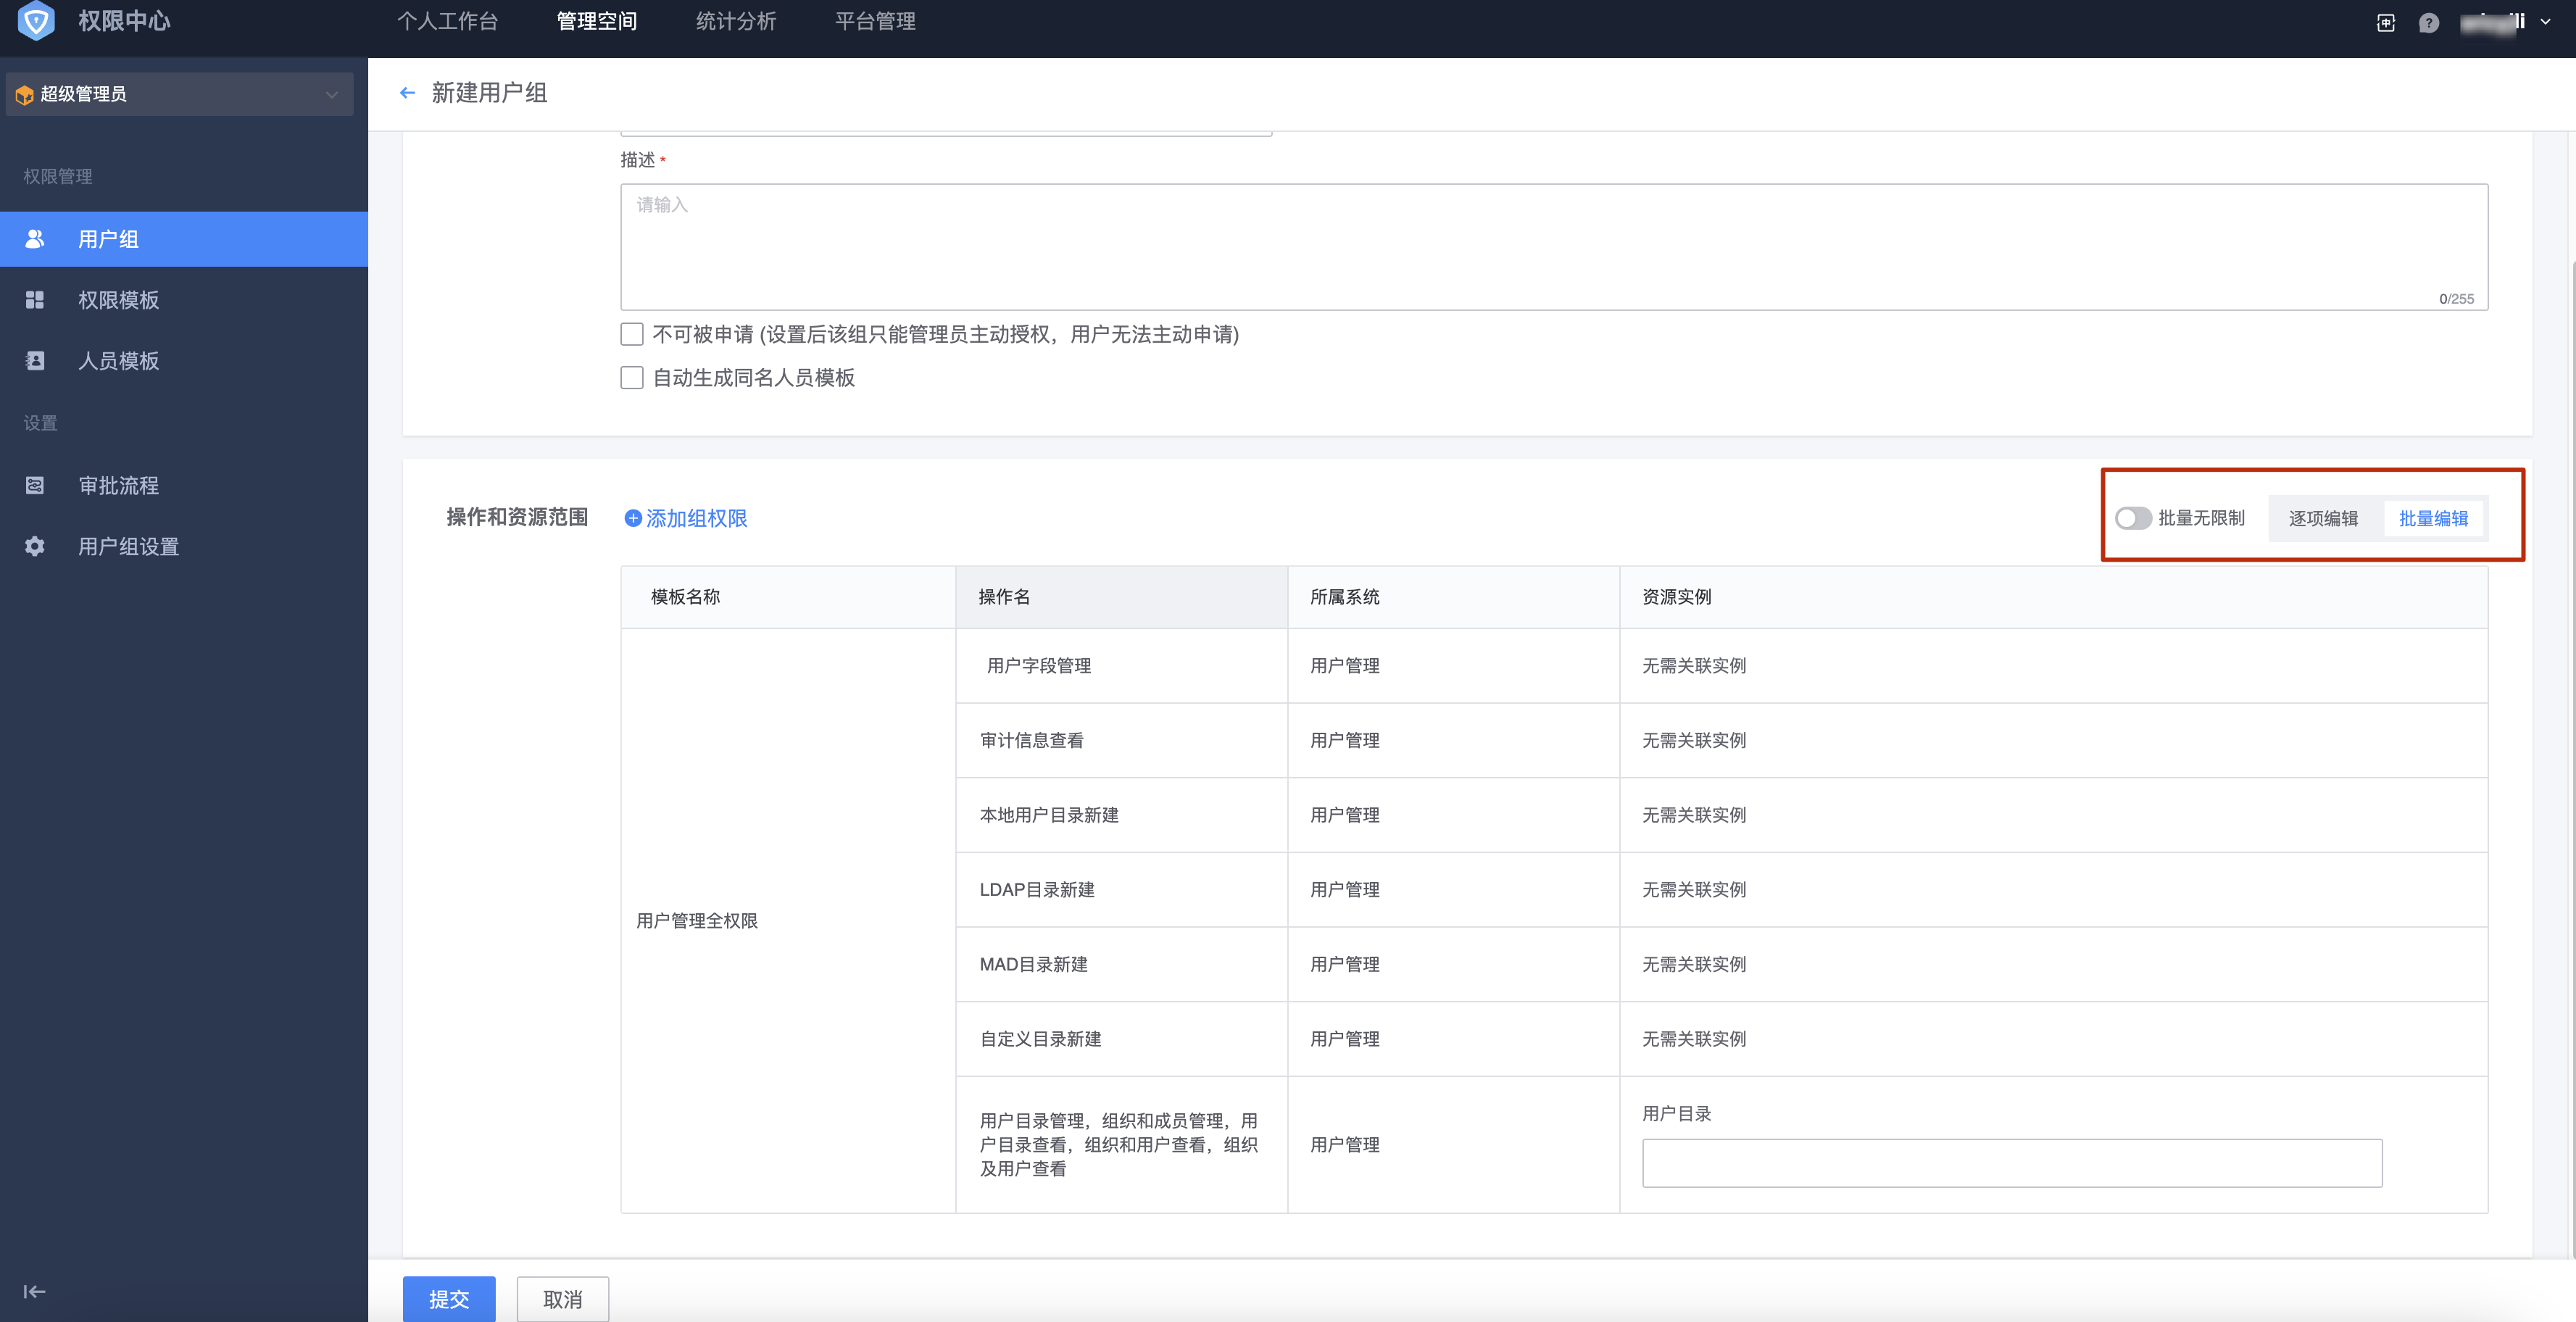 权限中心
个人工作台 管理空间 统计分析 平台管理
超级管理员
权限管理
用户组
权限模板
人员模板
设置
审批流程
用户组设置
新建用户组
描述 *
请输入
0/255
不可被申请 (设置后该组只能管理员主动授权，用户无法主动申请)
自动生成同名人员模板
操作和资源范围 添加组权限 批量无限制 逐项编辑 批量编辑
模板名称 操作名 所属系统 资源实例
用户管理全权限
用户字段管理 用户管理 无需关联实例
审计信息查看 用户管理 无需关联实例
本地用户目录新建 用户管理 无需关联实例
LDAP目录新建 用户管理 无需关联实例
MAD目录新建 用户管理 无需关联实例
自定义目录新建 用户管理 无需关联实例
用户目录管理，组织和成员管理，用
户目录查看，组织和用户查看，组织
及用户查看
用户管理
用户目录
提交 取消